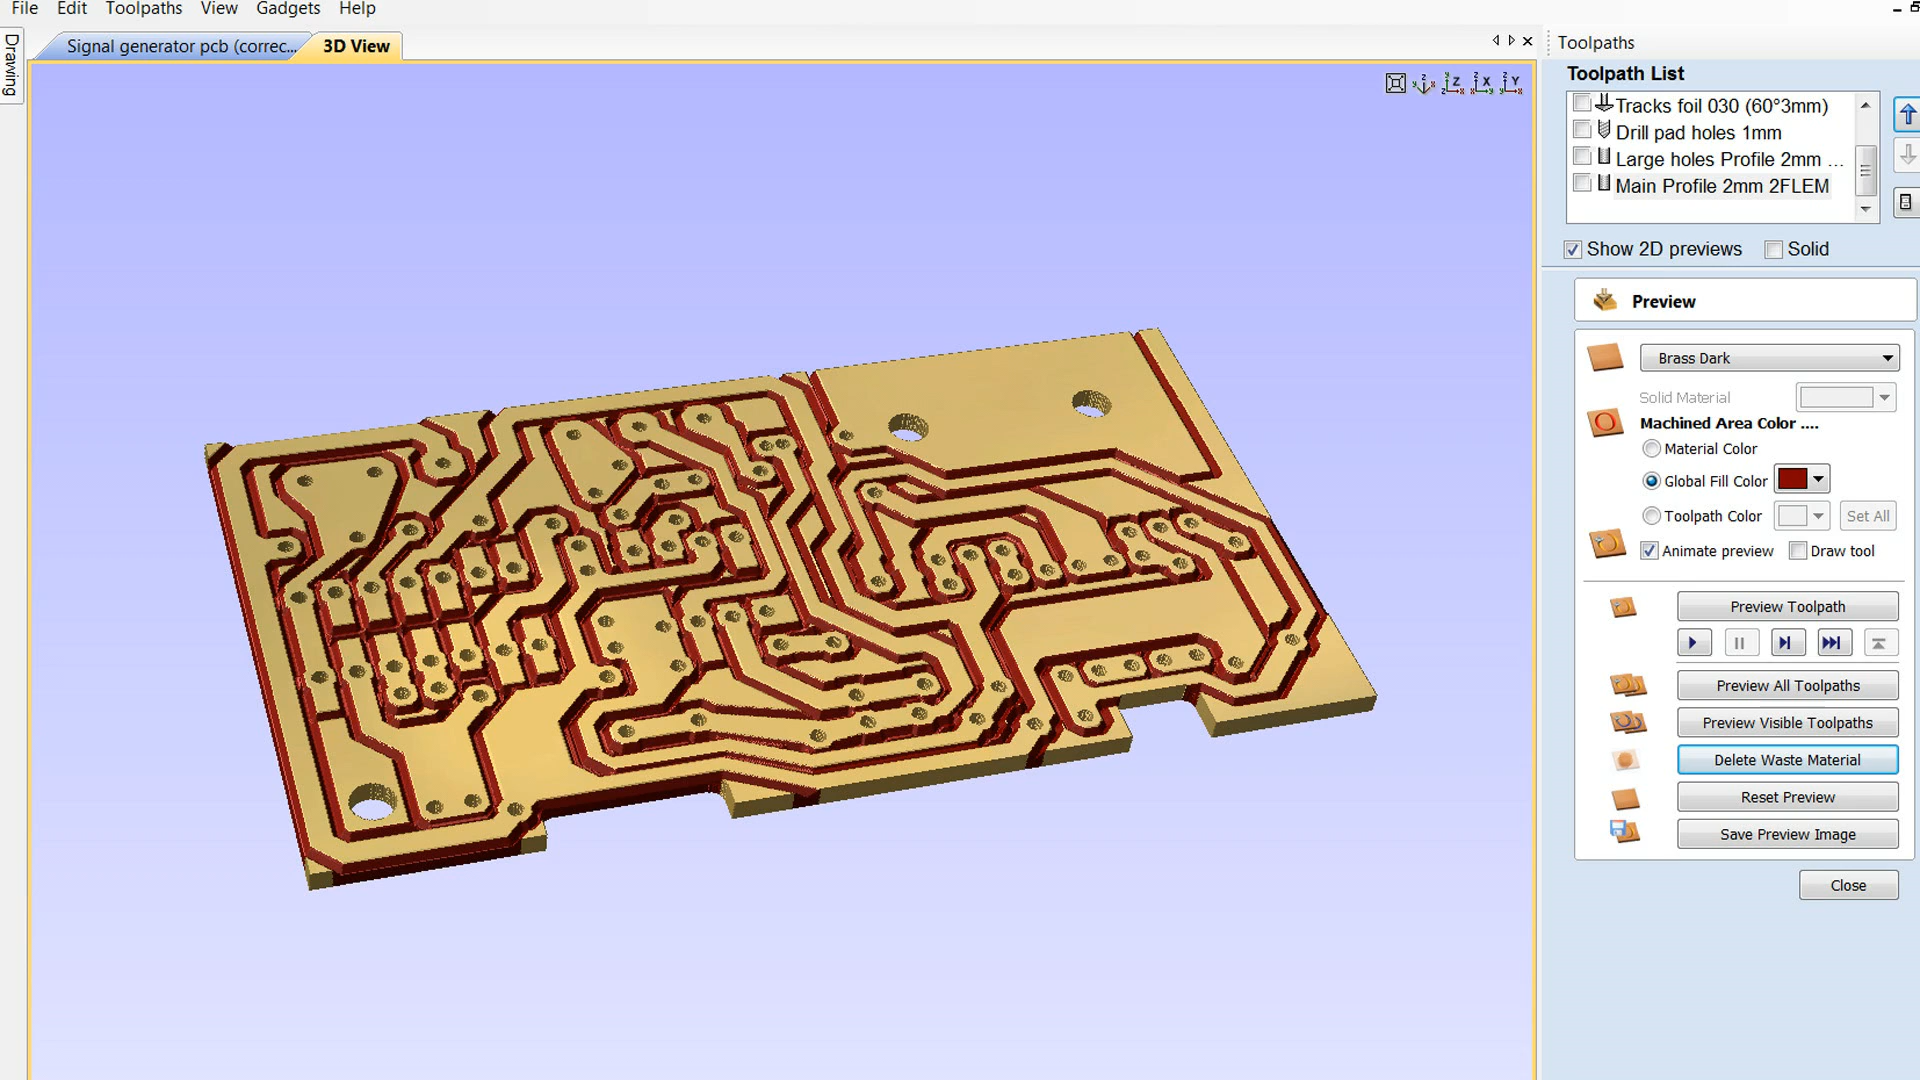 File Edit Toolpaths View Gadgets Help
Drawing
Signal generator pcb (correc...
3D View
Toolpaths
Toolpath List
Tracks foil 030 (60°3mm)
Drill pad holes 1mm
Large holes Profile 2mm ...
Main Profile 2mm 2FLEM
Show 2D previews Solid
Preview
Brass Dark
Solid Material
Machined Area Color ....
Material Color
Global Fill Color
Toolpath Color Set All
Animate preview Draw tool
Preview Toolpath
Preview All Toolpaths
Preview Visible Toolpaths
Delete Waste Material
Reset Preview
Save Preview Image
Close